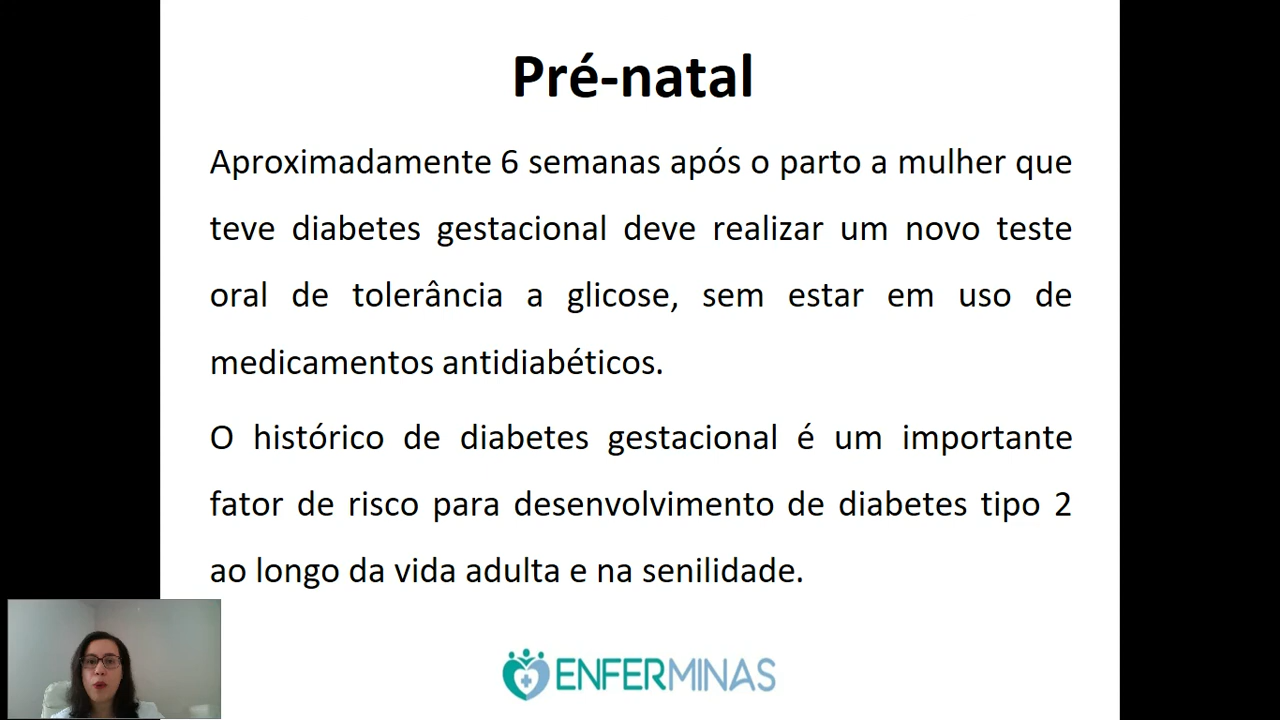 Pré-natal
Aproximadamente 6 semanas após o parto a mulher que
teve diabetes gestacional deve realizar um novo teste
oral de tolerância a glicose, sem estar em uso de
medicamentos antidiabéticos.
O histórico de diabetes gestacional é um importante
fator de risco para desenvolvimento de diabetes tipo 2
ao longo da vida adulta e na senilidade.
ENFERMINAS